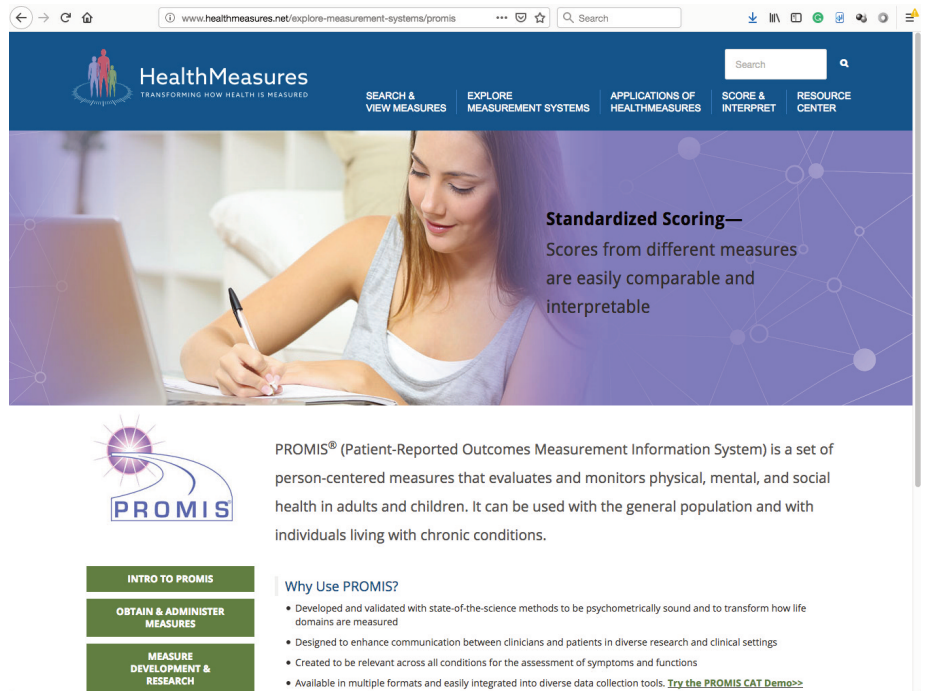 www.healthmeasures.net/explore-measurement-systems/promis
Search
HealthMeasures
TRANSFORMING HOW HEALTH IS MEASURED
Search
SEARCH &
VIEW MEASURES
EXPLORE
MEASUREMENT SYSTEMS
APPLICATIONS OF
HEALTHMEASURES
SCORE &
INTERPRET
RESOURCE
CENTER
Standardized Scoring—
Scores from different measures
are easily comparable and
interpretable
PROMIS®
PROMIS® (Patient-Reported Outcomes Measurement Information System) is a set of
person-centered measures that evaluates and monitors physical, mental, and social
health in adults and children. It can be used with the general population and with
individuals living with chronic conditions.
INTRO TO PROMIS
OBTAIN & ADMINISTER
MEASURES
MEASURE
DEVELOPMENT &
RESEARCH
Why Use PROMIS?
• Developed and validated with state-of-the-science methods to be psychometrically sound and to transform how life
domains are measured
• Designed to enhance communication between clinicians and patients in diverse research and clinical settings
• Created to be relevant across all conditions for the assessment of symptoms and functions
• Available in multiple formats and easily integrated into diverse data collection tools. Try the PROMIS CAT Demo>>